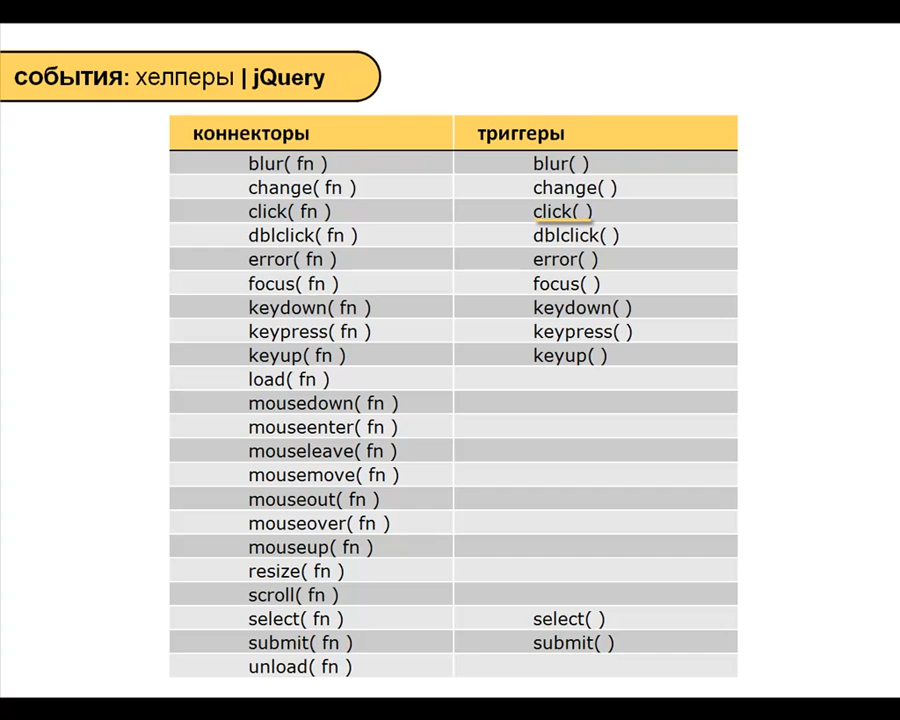 события: хелперы | jQuery
коннекторы триггеры
blur( fn ) blur( )
change( fn ) change( )
click( fn ) click( )
dblclick( fn ) dblclick( )
error( fn ) error( )
focus( fn ) focus( )
keydown( fn ) keydown( )
keypress( fn ) keypress( )
keyup( fn ) keyup( )
load( fn )
mousedown( fn )
mouseenter( fn )
mouseleave( fn )
mousemove( fn )
mouseout( fn )
mouseover( fn )
mouseup( fn )
resize( fn )
scroll( fn )
select( fn ) select( )
submit( fn ) submit( )
unload( fn )